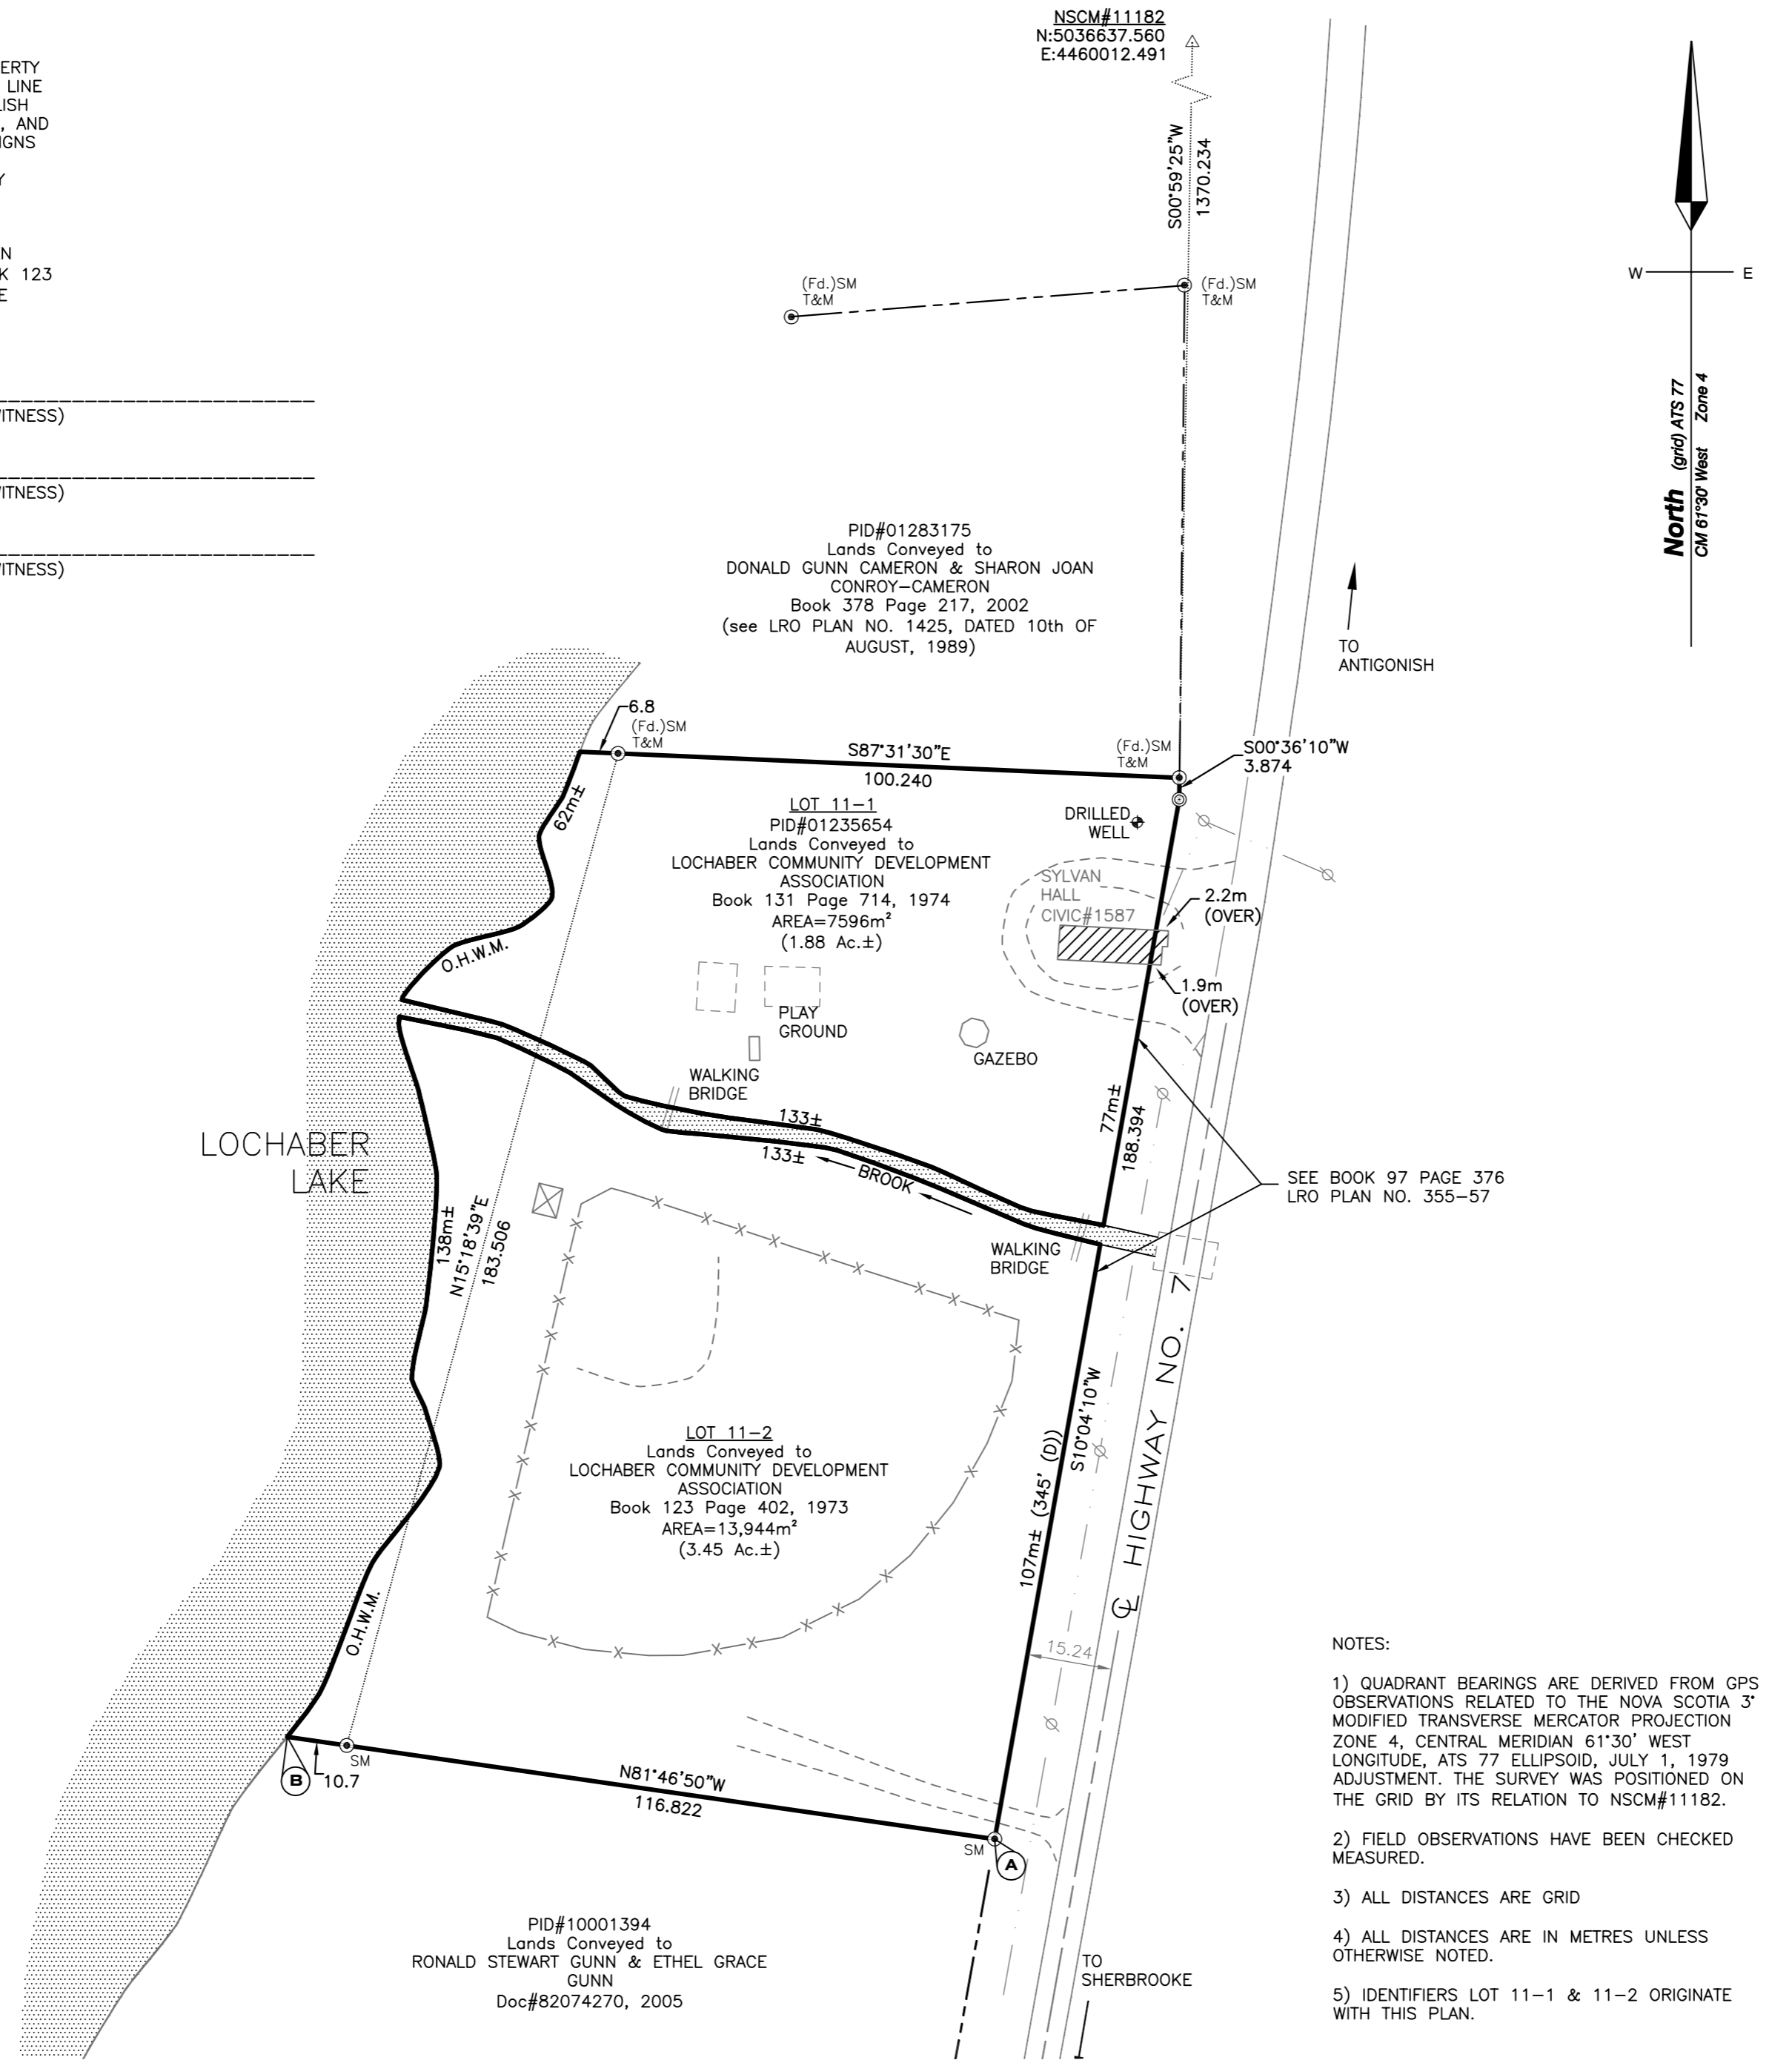 NSCM#11182
N:5036637.560
E:4460012.491
ERTY
LINE
LISH
, AND
IGNS
Y
N
K 123
E
ITNESS)
ITNESS)
ITNESS)
S00°59'25"W
1370.234
W
E
North (grid) ATS 77
CM 61°30' West Zone 4
(Fd.)SM
T&M
(Fd.)SM
T&M
PID#01283175
Lands Conveyed to
DONALD GUNN CAMERON & SHARON JOAN
CONROY-CAMERON
Book 378 Page 217, 2002
(see LRO PLAN NO. 1425, DATED 10th OF
AUGUST, 1989)
TO
ANTIGONISH
6.8
(Fd.)SM
T&M
S87°31'30"E
100.240
(Fd.)SM
T&M
S00°36'10"W
3.874
62m±
LOT 11-1
PID#01235654
Lands Conveyed to
LOCHABER COMMUNITY DEVELOPMENT
ASSOCIATION
Book 131 Page 714, 1974
AREA=7596m²
(1.88 Ac.±)
DRILLED
WELL
SYLVAN
HALL
CIVIC#1587
2.2m
(OVER)
1.9m
(OVER)
O.H.W.M.
PLAY
GROUND
GAZEBO
WALKING
BRIDGE
133±
133±
BROOK
77m±
188.394
LOCHABER
LAKE
SEE BOOK 97 PAGE 376
LRO PLAN NO. 355-57
138m±
N15°18'39"E
183.506
WALKING
BRIDGE
LOT 11-2
Lands Conveyed to
LOCHABER COMMUNITY DEVELOPMENT
ASSOCIATION
Book 123 Page 402, 1973
AREA=13,944m²
(3.45 Ac.±)
107m± (345' (D))
S10°04'10"W
℄ HIGHWAY NO. 7
O.H.W.M.
15.24
SM
B
10.7
N81°46'50"W
116.822
SM
A
PID#10001394
Lands Conveyed to
RONALD STEWART GUNN & ETHEL GRACE
GUNN
Doc#82074270, 2005
TO
SHERBROOKE
NOTES:
1) QUADRANT BEARINGS ARE DERIVED FROM GPS
OBSERVATIONS RELATED TO THE NOVA SCOTIA 3°
MODIFIED TRANSVERSE MERCATOR PROJECTION
ZONE 4, CENTRAL MERIDIAN 61°30' WEST
LONGITUDE, ATS 77 ELLIPSOID, JULY 1, 1979
ADJUSTMENT. THE SURVEY WAS POSITIONED ON
THE GRID BY ITS RELATION TO NSCM#11182.
2) FIELD OBSERVATIONS HAVE BEEN CHECKED
MEASURED.
3) ALL DISTANCES ARE GRID
4) ALL DISTANCES ARE IN METRES UNLESS
OTHERWISE NOTED.
5) IDENTIFIERS LOT 11-1 & 11-2 ORIGINATE
WITH THIS PLAN.